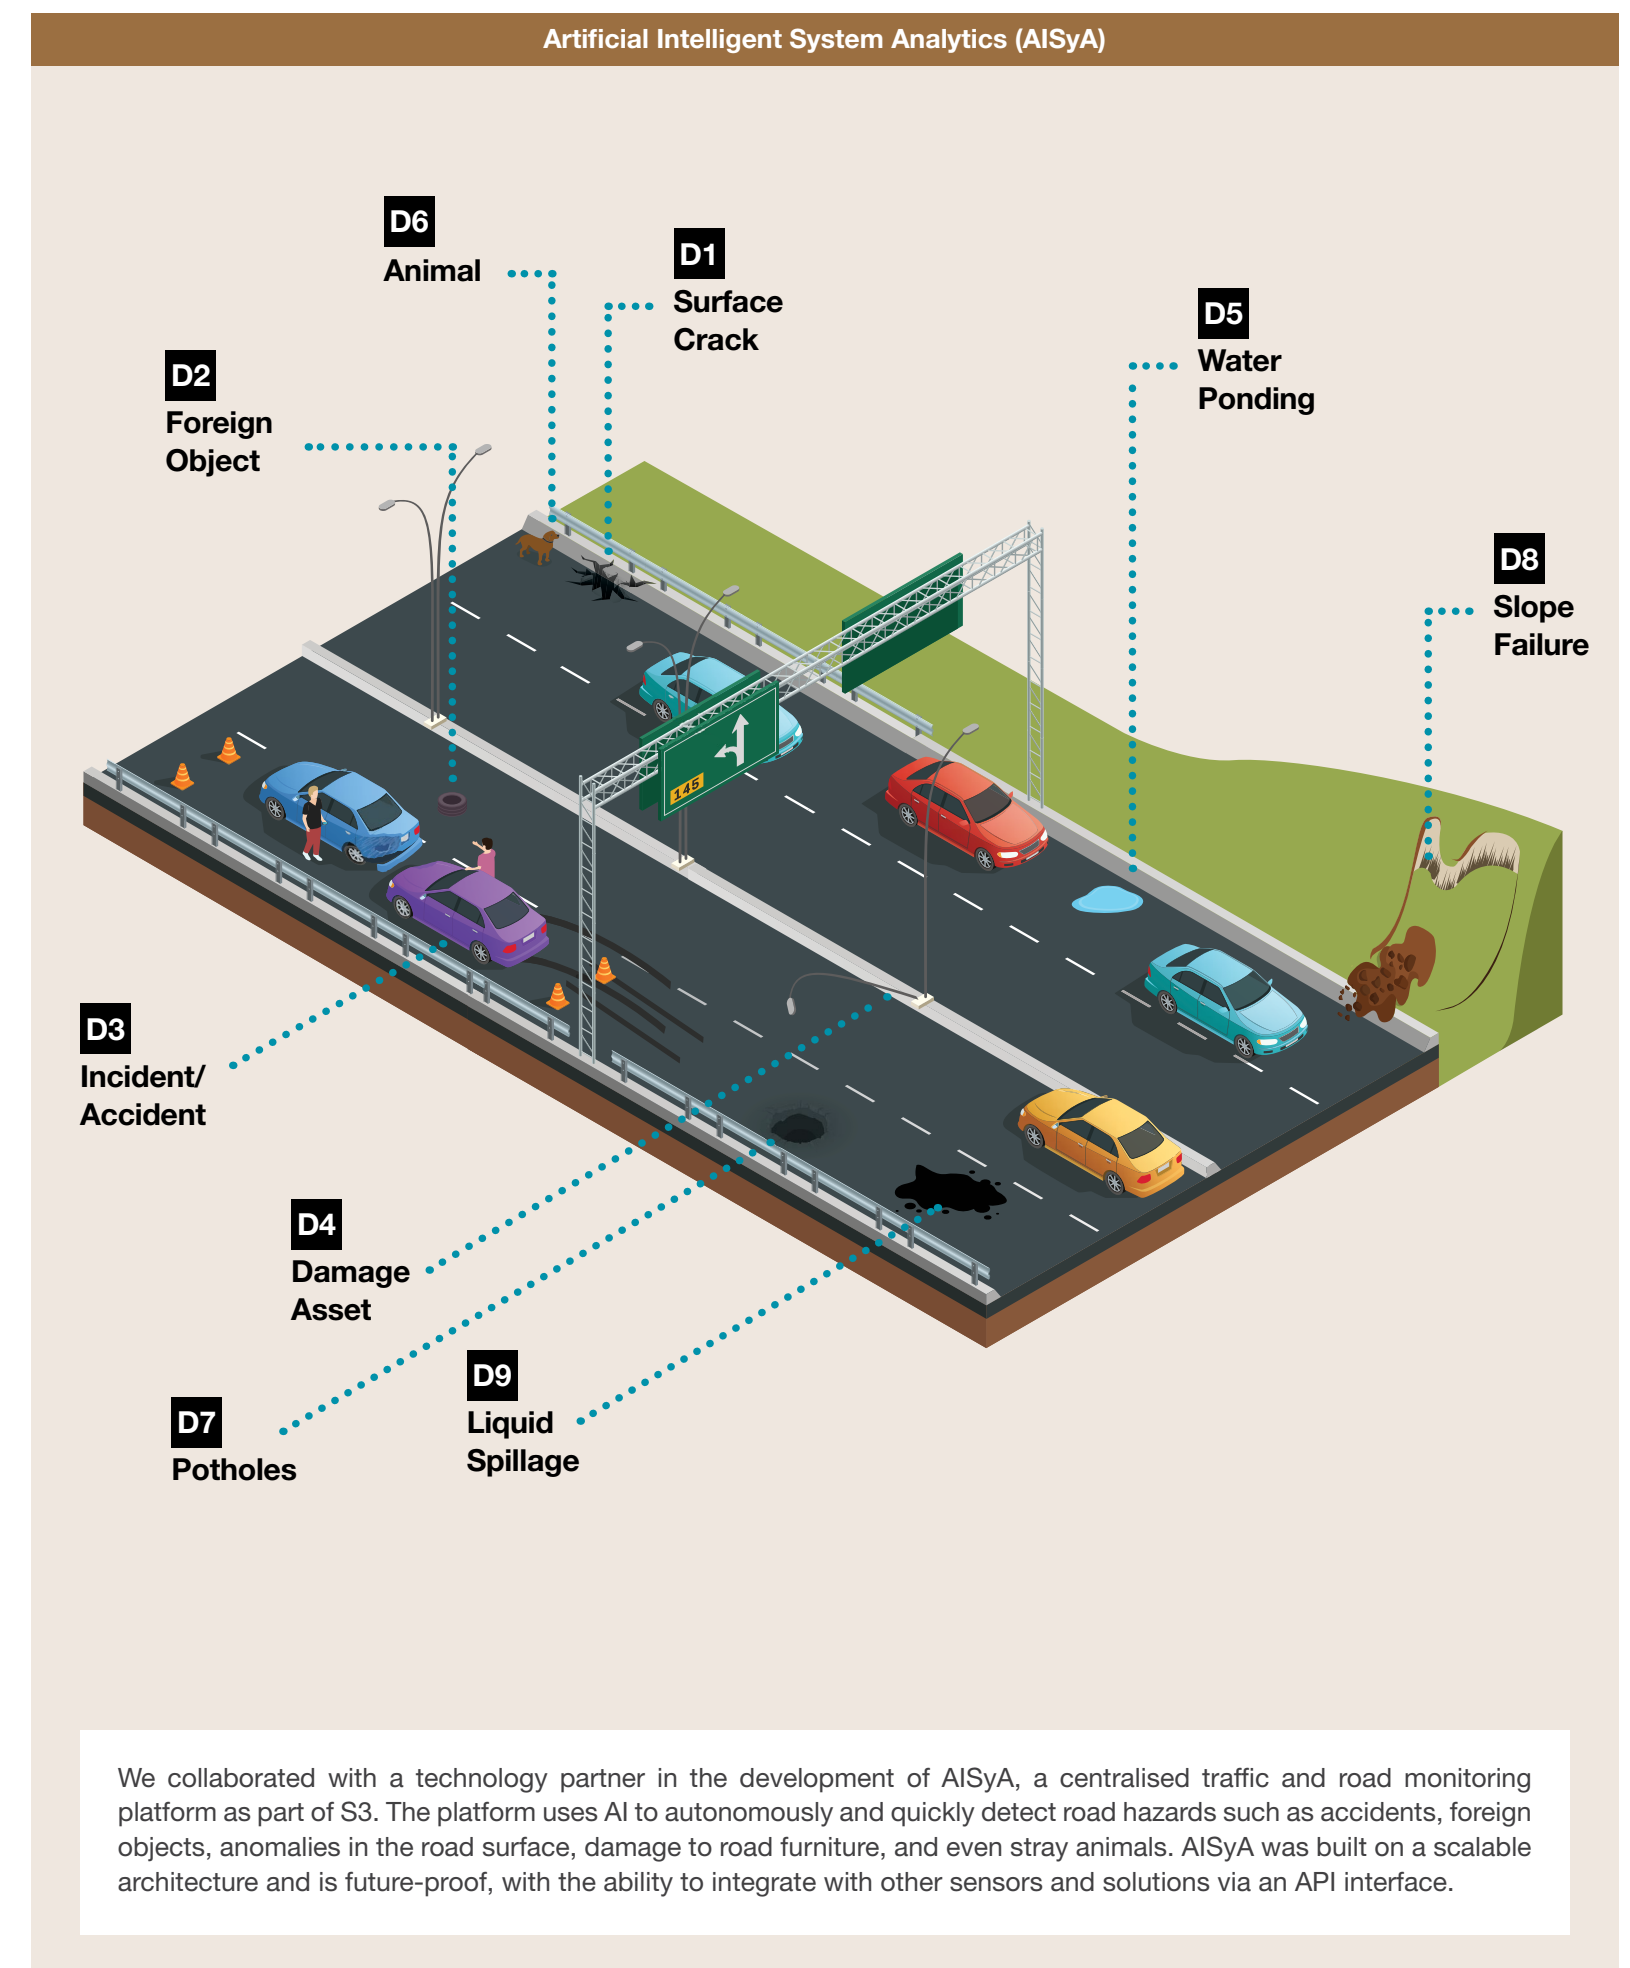 Artificial Intelligent System Analytics (AISyA)
D6
Animal
D1
Surface
Crack
D5
Water
Ponding
D2
Foreign
Object
D8
Slope
Failure
145
D3
Incident/
Accident
D4
Damage
Asset
D9
Liquid
Spillage
D7
Potholes
We collaborated with a technology partner in the development of AISyA, a centralised traffic and road monitoring
platform as part of S3. The platform uses AI to autonomously and quickly detect road hazards such as accidents, foreign
objects, anomalies in the road surface, damage to road furniture, and even stray animals. AISyA was built on a scalable
architecture and is future-proof, with the ability to integrate with other sensors and solutions via an API interface.